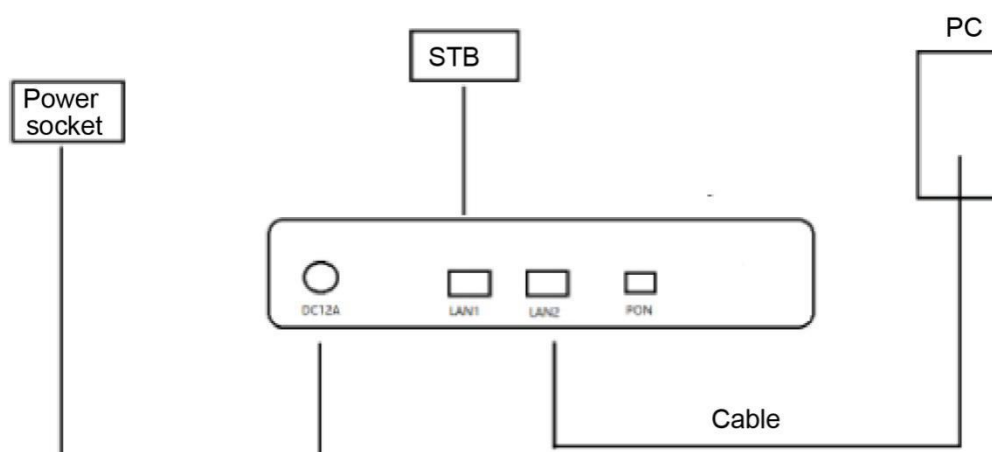 PC
STB
Power
socket
DC12A
LAN1
LAN2
PON
Cable